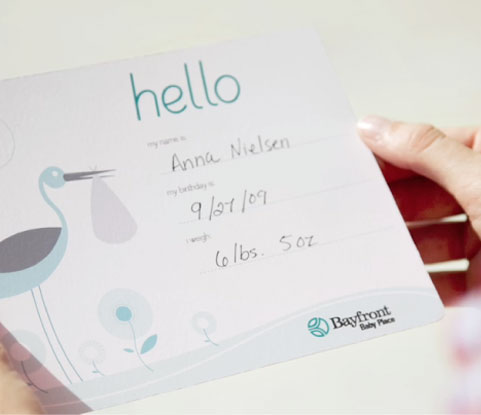 hello
my name is
Anna Nielsen
my birthday is
9/27/09
i weigh
6 lbs. 5 oz
Bayfront
Baby Place